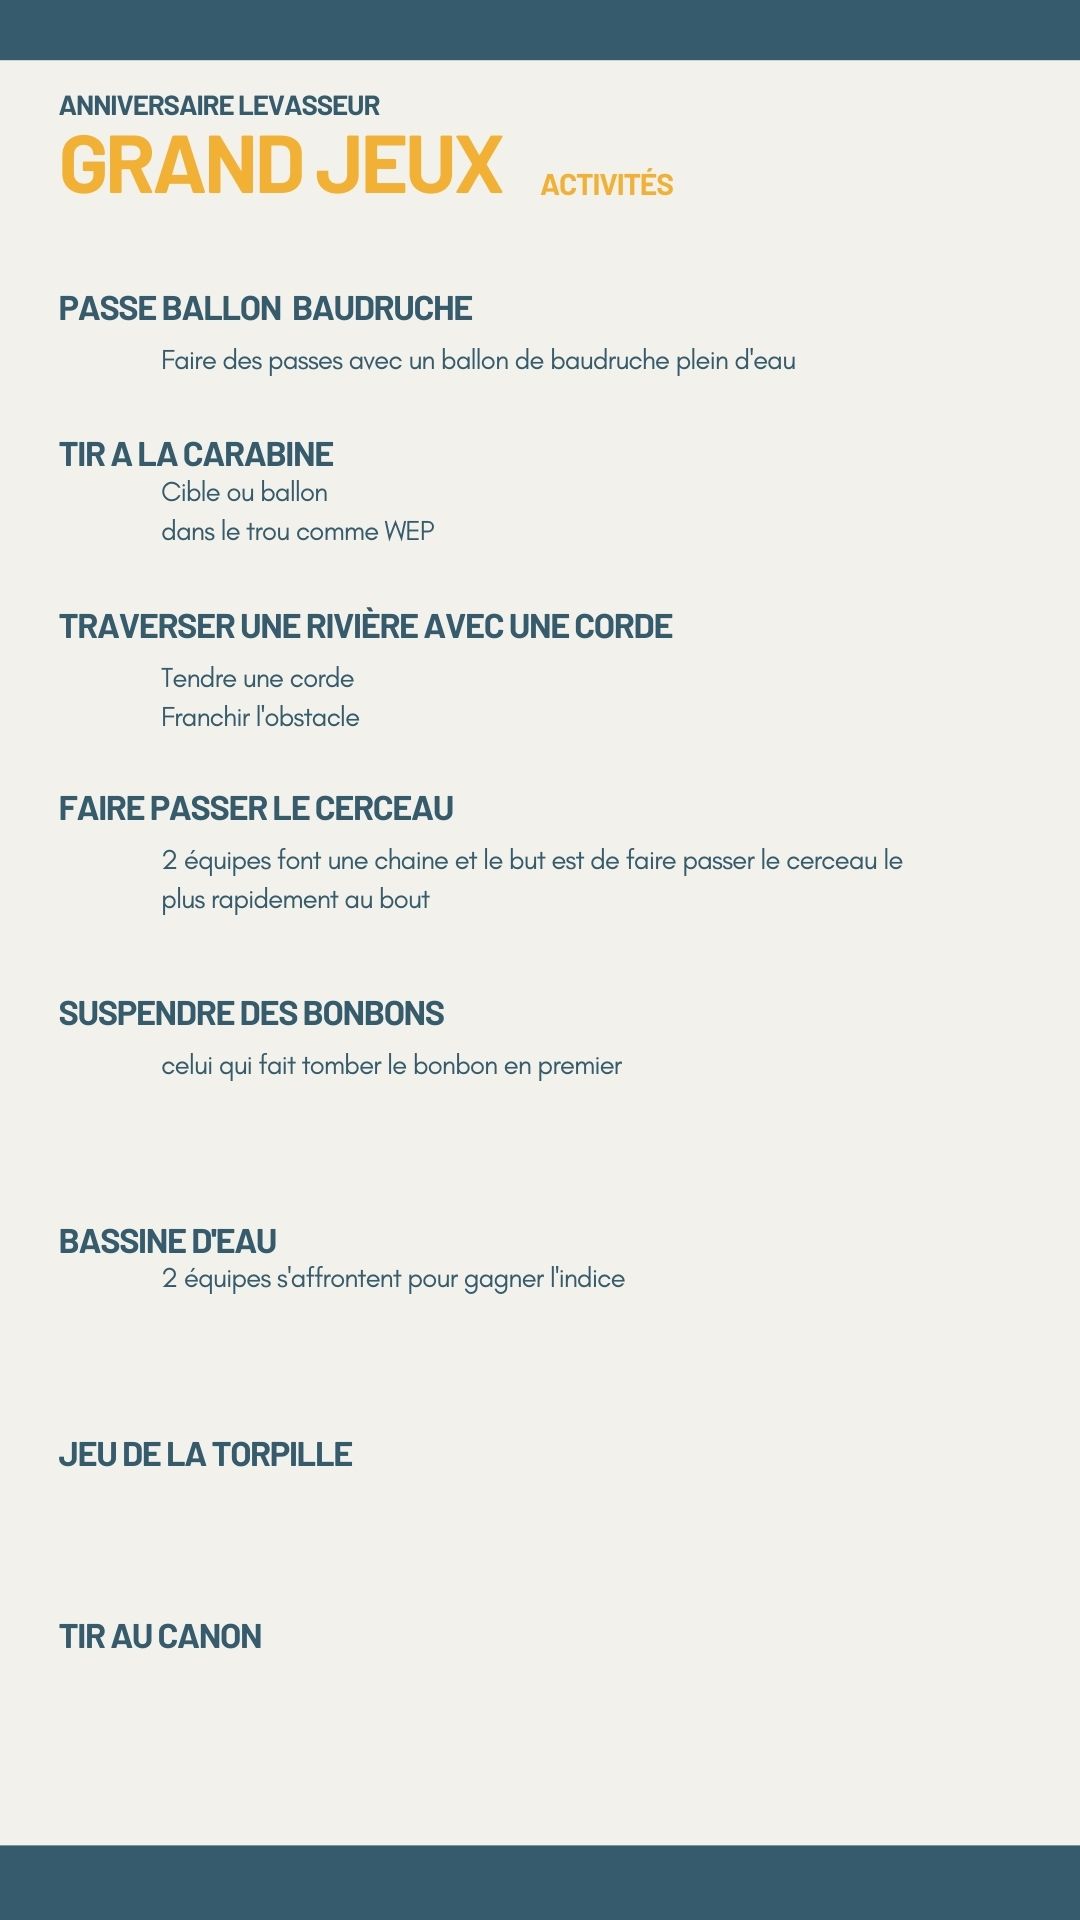 ANNIVERSAIRE LEVASSEUR
GRAND JEUX ACTIVITÉS
PASSE BALLON BAUDRUCHE
Faire des passes avec un ballon de baudruche plein d'eau
TIR A LA CARABINE
Cible ou ballon
dans le trou comme WEP
TRAVERSER UNE RIVIÈRE AVEC UNE CORDE
Tendre une corde
Franchir l'obstacle
FAIRE PASSER LE CERCEAU
2 équipes font une chaine et le but est de faire passer le cerceau le
plus rapidement au bout
SUSPENDRE DES BONBONS
celui qui fait tomber le bonbon en premier
BASSINE D'EAU
2 équipes s'affrontent pour gagner l'indice
JEU DE LA TORPILLE
TIR AU CANON